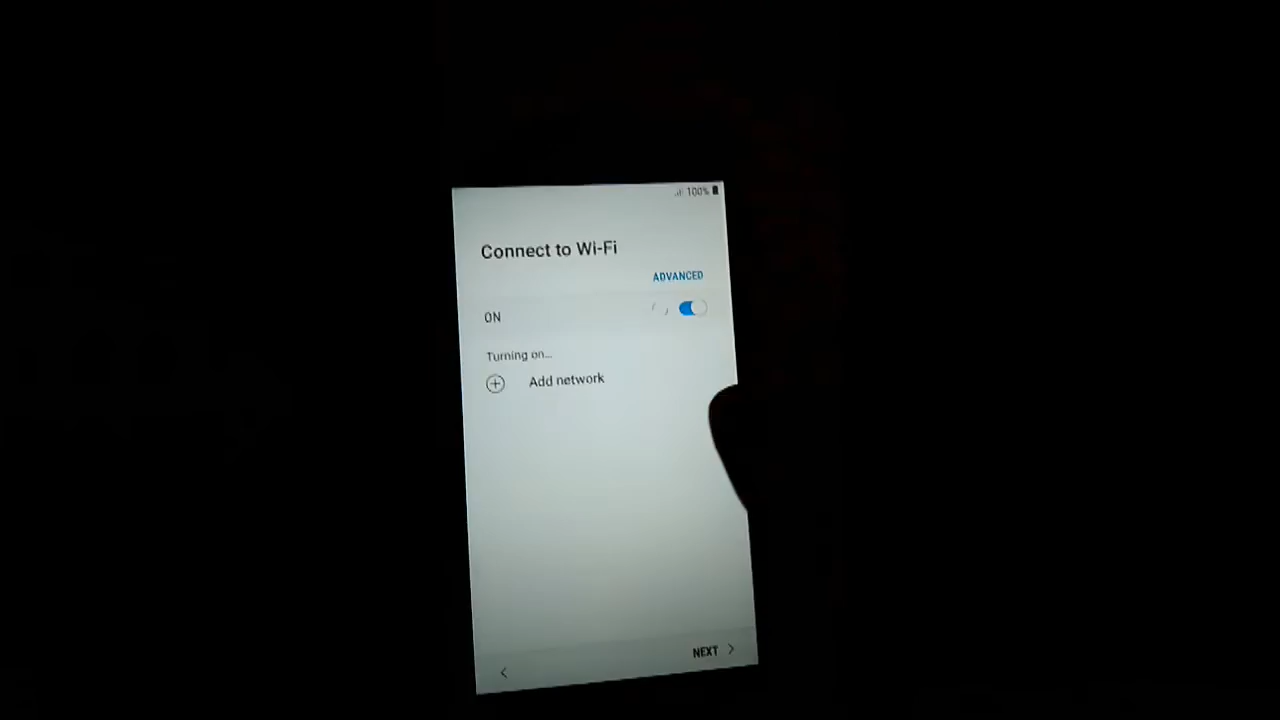 100%
Connect to Wi-Fi
ADVANCED
ON
Turning on...
Add network
NEXT